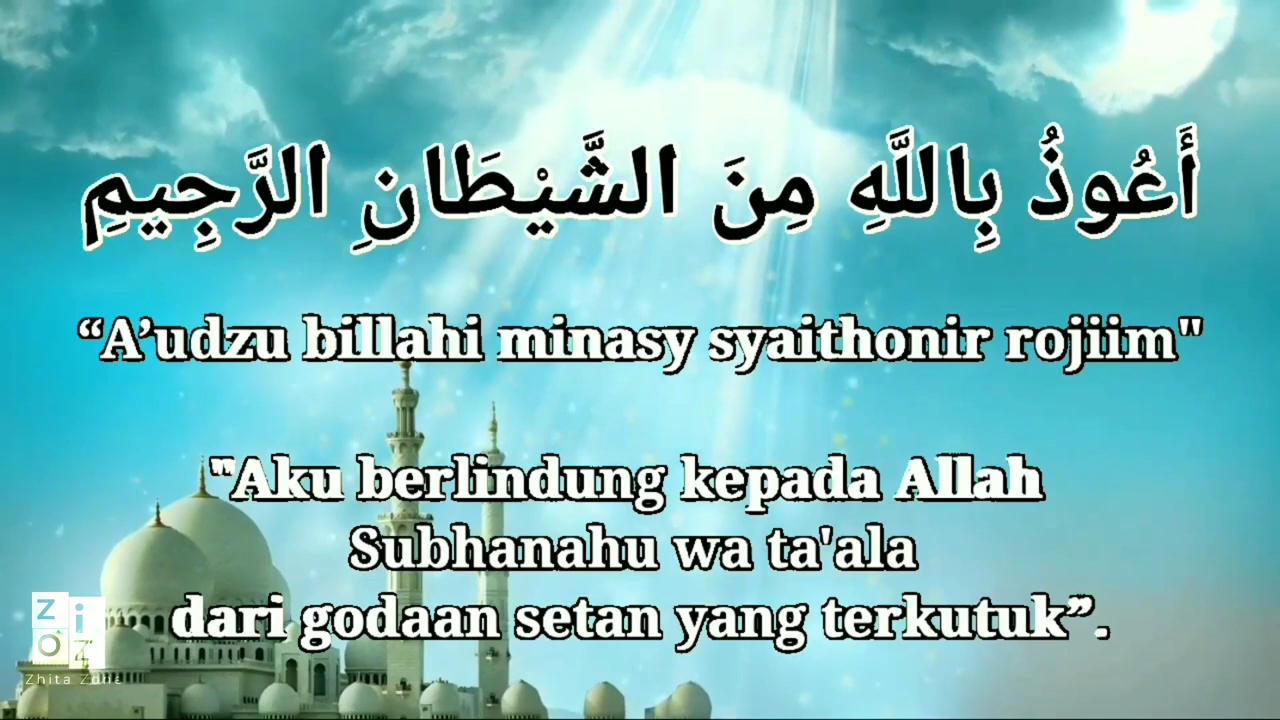 أَعُوذُ بِاللَّهِ مِنَ الشَّيْطَانِ الرَّجِيمِ
“A’udzu billahi minasy syaithonir rojiim"
"Aku berlindung kepada Allah
Subhanahu wa ta'ala
dari godaan setan yang terkutuk”.
Z i
O Z
Zhita Zone